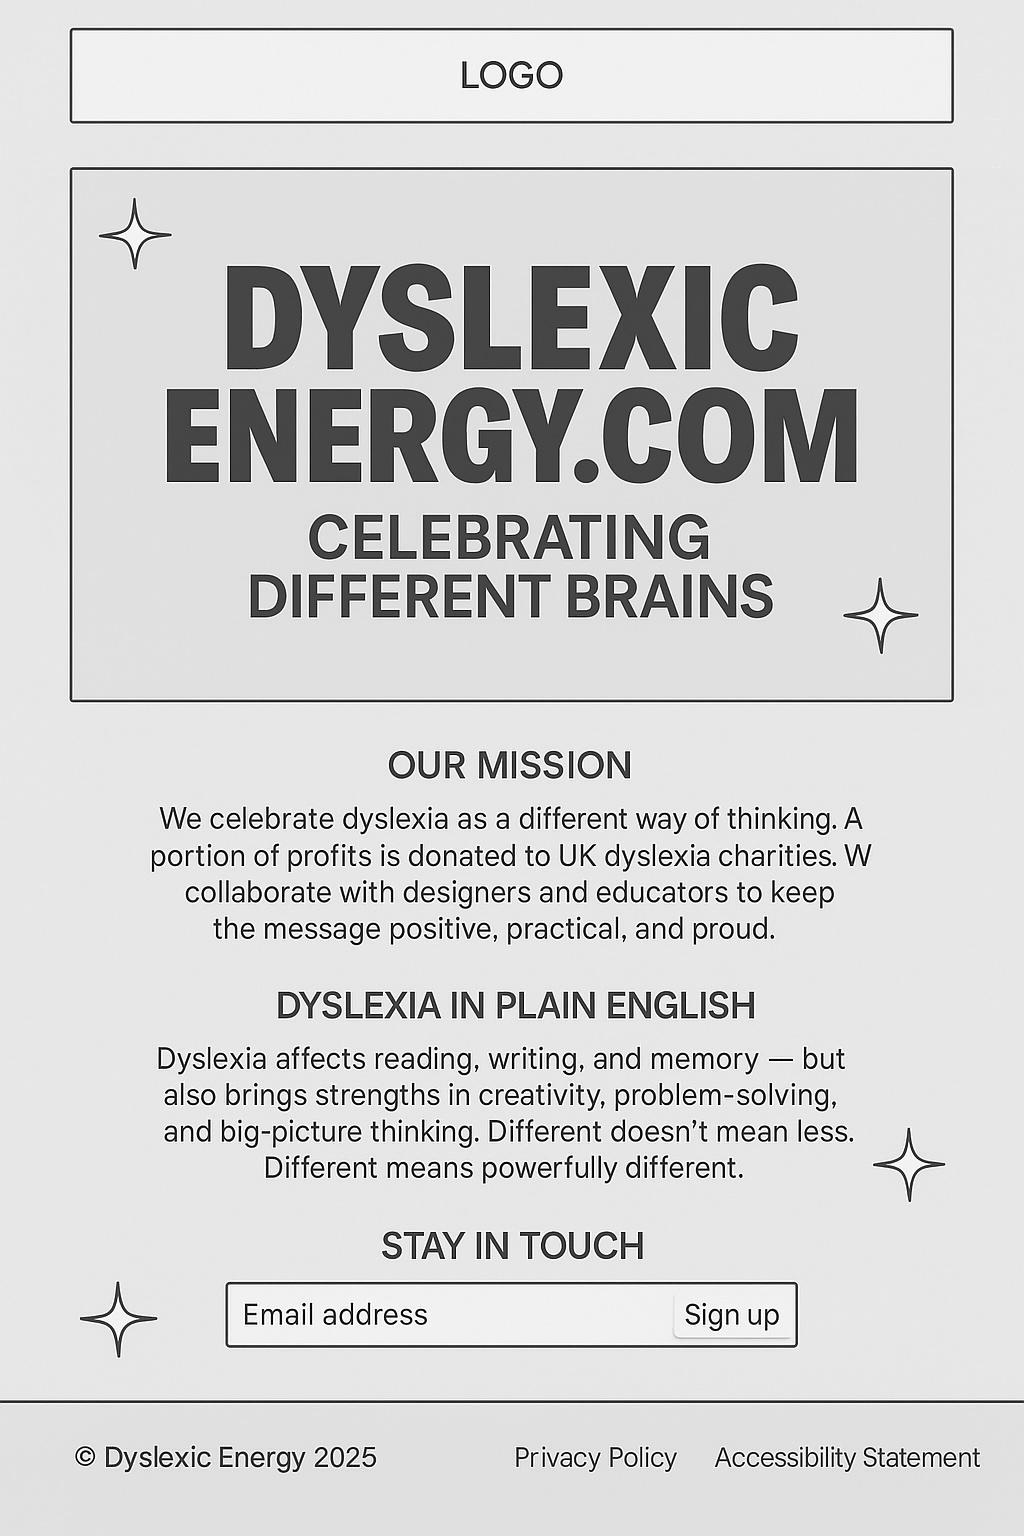 LOGO
DYSLEXIC
ENERGY.COM
CELEBRATING
DIFFERENT BRAINS
OUR MISSION
We celebrate dyslexia as a different way of thinking. A
portion of profits is donated to UK dyslexia charities. W
collaborate with designers and educators to keep
the message positive, practical, and proud.
DYSLEXIA IN PLAIN ENGLISH
Dyslexia affects reading, writing, and memory — but
also brings strengths in creativity, problem-solving,
and big-picture thinking. Different doesn’t mean less.
Different means powerfully different.
STAY IN TOUCH
Email address Sign up
© Dyslexic Energy 2025 Privacy Policy Accessibility Statement